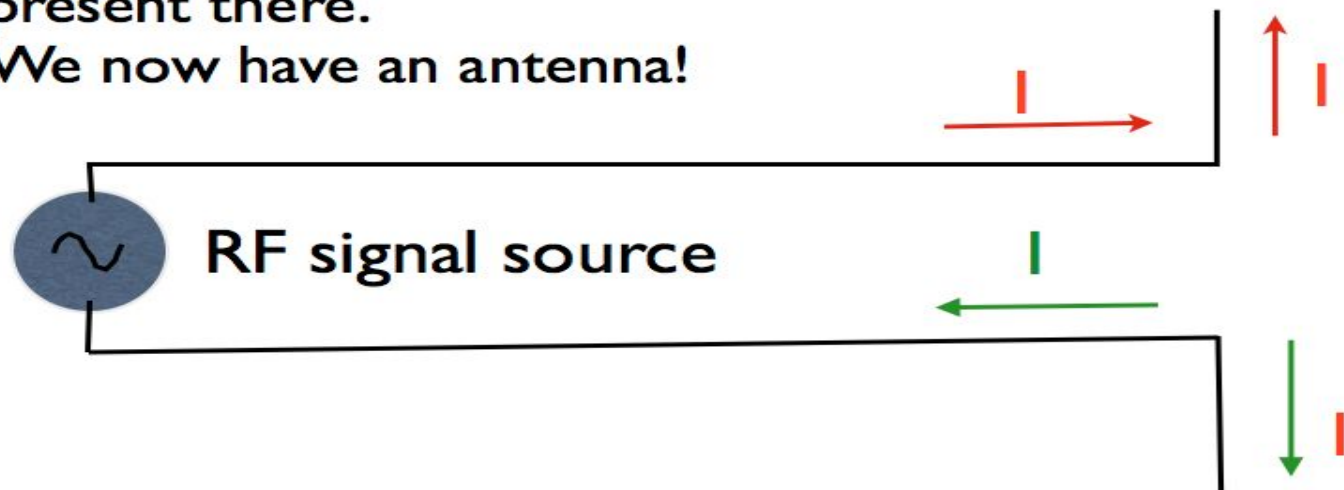 present there.
We now have an antenna!
I
I
RF signal source
I
I